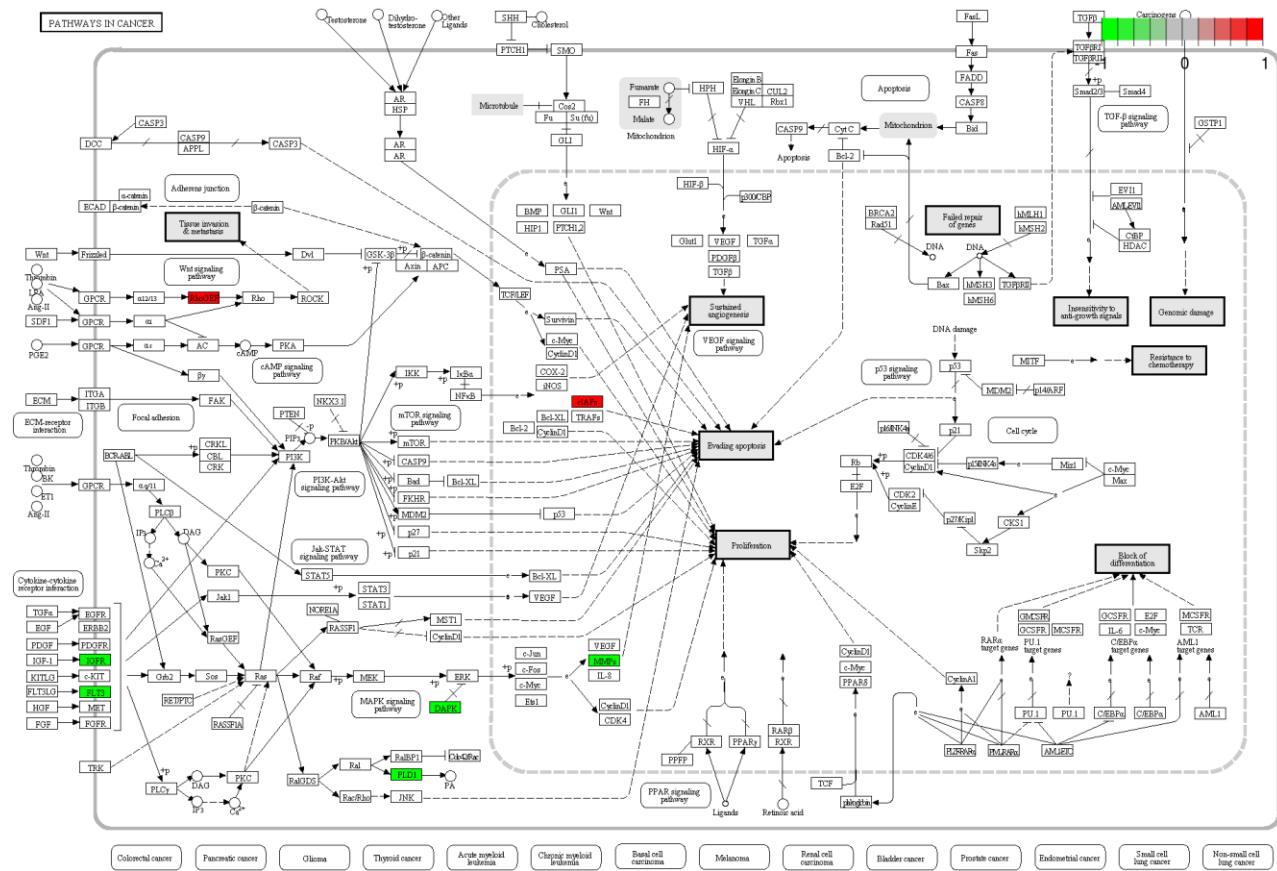 PATHWAYS IN CANCER
Testosterone
Dihydro-
testosterone
Other
Ligands
SHH
Cholesterol
PTCH1
SMO
FasL
Fas
FADD
CASP8
Bid
TGFβ
Carcinogens
TGFβRI
TGFβRII
-1
0
1
+p
Smad2/3
Smad4
TGF-β signaling
pathway
GSTP1
Microtubule
Cos2
Fu
Su (fu)
GLI
Fumarate
FH
Malate
Mitochondrion
HPH
Elongin B
Elongin C
CUL2
VHL
Rbx1
HIF-α
Apoptosis
CASP9
Cyt C
Mitochondrion
Apoptosis
Bcl-2
AR
HSP
AR
AR
CASP3
DCC
CASP9
APPL
CASP3
Adherens junction
ECAD
α-catenin
β-catenin
β-catenin
Tissue invasion
& metastasis
HIF-β
p300/CBP
BMP
GLI1
Wnt
HIP1
PTCH1,2
Glut1
VEGF
TGFα
PDGFβ
TGFβ
BRCA2
Rad51
DNA
Failed repair
of genes
hMLH1
hMSH2
DNA
Bax
hMSH3
TGFβRII
hMSH6
EVI1
AML1EVI1
CtBP
HDAC
Wnt
Frizzled
Dvl
GSK-3β
β-catenin
Axin
APC
+p
+p
Wnt signaling
pathway
Thrombin
LPA
Ang-II
GPCR
α12/13
RhoGEF
Rho
ROCK
SDF1
GPCR
αi
PGE2
GPCR
αs
AC
cAMP
PKA
cAMP signaling
pathway
TCF/LEF
PSA
Survivin
c-Myc
CyclinD1
Sustained
angiogenesis
VEGF signaling
pathway
Insensitivity to
anti-growth signals
Genomic damage
DNA damage
p53
p53 signaling
pathway
MDM2
p14ARF
MITF
Resistance to
chemotherapy
βγ
ECM
ITGA
ITGB
FAK
Focal adhesion
ECM-receptor
interaction
PTEN
NKX3.1
PIP3
-p
PI3K
PKB/Akt
IKK
+p
IκBα
NFκB
COX-2
iNOS
mTOR signaling
pathway
cIAPs
Bcl-XL
TRAFs
Bcl-2
CyclinD1
mTOR
+p
CASP9
Bad
Bcl-XL
FKHR
MDM2
p53
p27
p21
Evading apoptosis
p21
Cell cycle
p16INK4a
CDK4/6
CyclinD1
p15INK4b
Miz1
c-Myc
Max
Rb
+p
E2F
CDK2
CyclinE
p27Kip1
CKS1
Skp2
BCR-ABL
CRKL
CBL
CRK
PI3K-Akt
signaling pathway
Thrombin
BK
ET1
Ang-II
GPCR
αq/11
PLCβ
IP3
DAG
Ca2+
PKC
Jak-STAT
signaling pathway
Proliferation
Block of
differentiation
Cytokine-cytokine
receptor interaction
STAT5
Bcl-XL
Jak1
STAT3
STAT1
VEGF
NORE1A
RASSF1
MST1
CyclinD1
RasGEF
TGFα
EGFR
EGF
ERBB2
PDGF
PDGFR
IGF-1
IGFR
KITLG
c-KIT
FLT3LG
FLT3
HGF
MET
FGF
FGFR
TRK
Grb2
Sos
Ras
Raf
MEK
ERK
+p
RET/PTC
RASSF1A
MAPK signaling
pathway
DAPK
c-Jun
c-Fos
c-Myc
Ets1
VEGF
MMPs
IL-8
CyclinD1
CDK4
CyclinD1
c-Myc
PPARδ
CyclinA1
RARα
target genes
GMCSFR
GCSFR
MCSFR
PU.1
target genes
GCSFR
E2F
IL-6
c-Myc
C/EBPα
target genes
MCSFR
TCR
AML1
target genes
?
PU.1
PU.1
C/EBPα
C/EBPα
AML1
PLZF-RARα
PML-RARα
AML1-ETO
+p
PLCγ
DAG
IP3
PKC
Ca2+
RalGDS
Ral
RalBP1
Cdc42/Rac
PLD1
PA
Rac/Rho
JNK
RXR
PPARγ
PPFP
RARβ
RXR
PPAR signaling
pathway
Ligands
Retinoic acid
TCF
plakoglobin
Colorectal cancer
Pancreatic cancer
Glioma
Thyroid cancer
Acute myeloid
leukemia
Chronic myeloid
leukemia
Basal cell
carcinoma
Melanoma
Renal cell
carcinoma
Bladder cancer
Prostate cancer
Endometrial cancer
Small cell
lung cancer
Non-small cell
lung cancer